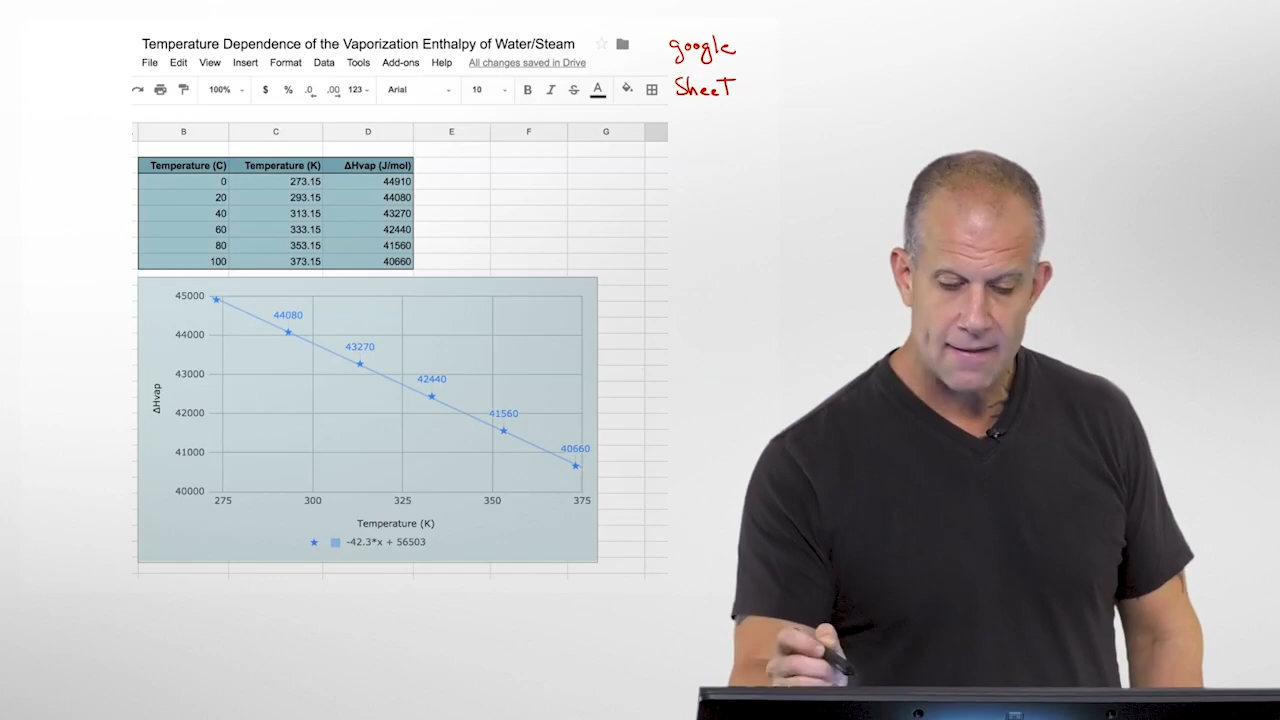 Temperature Dependence of the Vaporization Enthalpy of Water/Steam
google
File Edit View Insert Format Data Tools Add-ons Help All changes saved in Drive
100% $ % .0 .00 123 Arial 10 B I S A
SheeT
B C D E F G
Temperature (C) Temperature (K) ΔHvap (J/mol)
0 273.15 44910
20 293.15 44080
40 313.15 43270
60 333.15 42440
80 353.15 41560
100 373.15 40660
45000
44080
44000
43270
43000
42440
42000
41560
41000
40660
40000
ΔHvap
275 300 325 350 375
Temperature (K)
-42.3*x + 56503